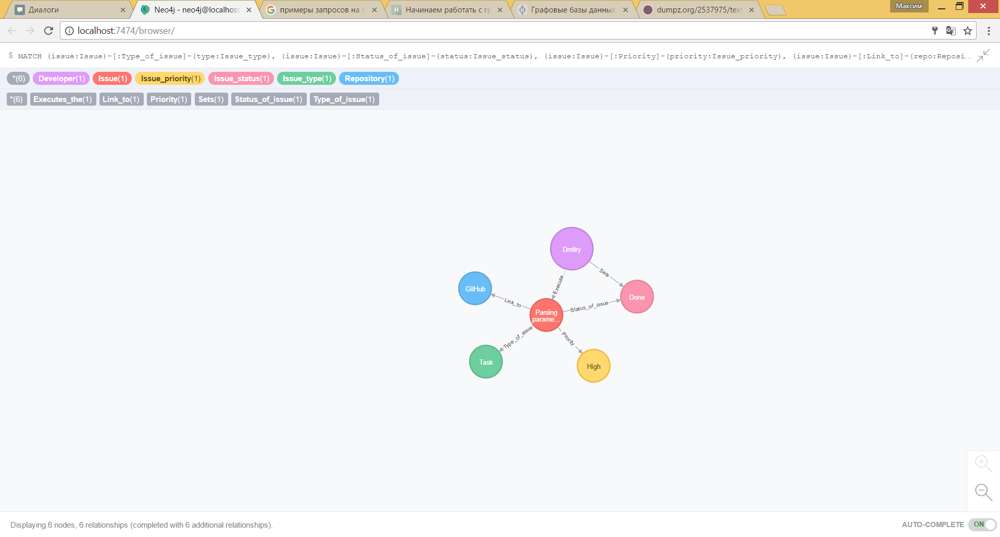 Диалоги
Neo4j - neo4j@localhost
примеры запросов на c
Начинаем работать с гр
Графовые базы данных
dumpz.org/2537975/text
Максим
localhost:7474/browser/
$ MATCH (issue:Issue)-[:Type_of_issue]-(type:Issue_type), (issue:Issue)-[:Status_of_issue]-(status:Issue_status), (issue:Issue)-[:Priority]-(priority:Issue_priority), (issue:Issue)-[:Link_to]-(repo:Reposi...
*(6) Developer(1) Issue(1) Issue_priority(1) Issue_status(1) Issue_type(1) Repository(1)
*(6) Executes_the(1) Link_to(1) Priority(1) Sets(1) Status_of_issue(1) Type_of_issue(1)
Dmitry
Sets
Execute...
GitHub
Link_to
Done
Status_of_issue
Parsing
parame...
Type_of_issue
Priority
Task
High
Displaying 6 nodes, 6 relationships (completed with 6 additional relationships).
AUTO-COMPLETE ON